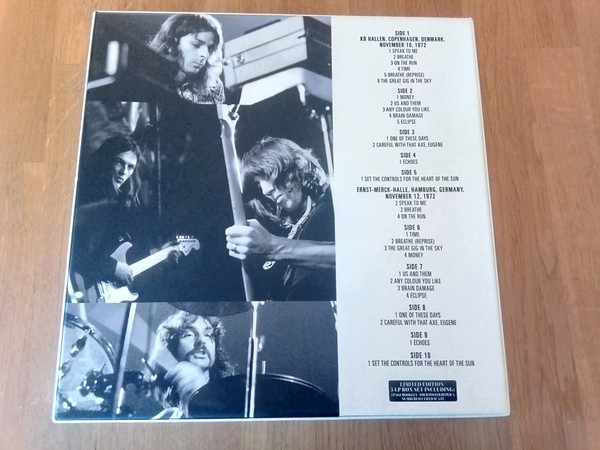 SIDE 1
KB HALLEN, COPENHAGEN, DENMARK,
NOVEMBER 10, 1972
1 SPEAK TO ME
2 BREATHE
3 ON THE RUN
4 TIME
5 BREATHE (REPRISE)
6 THE GREAT GIG IN THE SKY
SIDE 2
1 MONEY
2 US AND THEM
3 ANY COLOUR YOU LIKE
4 BRAIN DAMAGE
5 ECLIPSE
SIDE 3
1 ONE OF THESE DAYS
2 CAREFUL WITH THAT AXE, EUGENE
SIDE 4
1 ECHOES
SIDE 5
1 SET THE CONTROLS FOR THE HEART OF THE SUN
ERNST-MERCK-HALLE, HAMBURG, GERMANY,
NOVEMBER 12, 1972
2 SPEAK TO ME
3 BREATHE
4 ON THE RUN
SIDE 6
1 TIME
2 BREATHE (REPRISE)
3 THE GREAT GIG IN THE SKY
4 MONEY
SIDE 7
1 US AND THEM
2 ANY COLOUR YOU LIKE
3 BRAIN DAMAGE
4 ECLIPSE
SIDE 8
1 ONE OF THESE DAYS
2 CAREFUL WITH THAT AXE, EUGENE
SIDE 9
1 ECHOES
SIDE 10
1 SET THE CONTROLS FOR THE HEART OF THE SUN
LIMITED EDITION
5 LP BOX SET INCLUDING:
NUMBERED CERTIFICATE